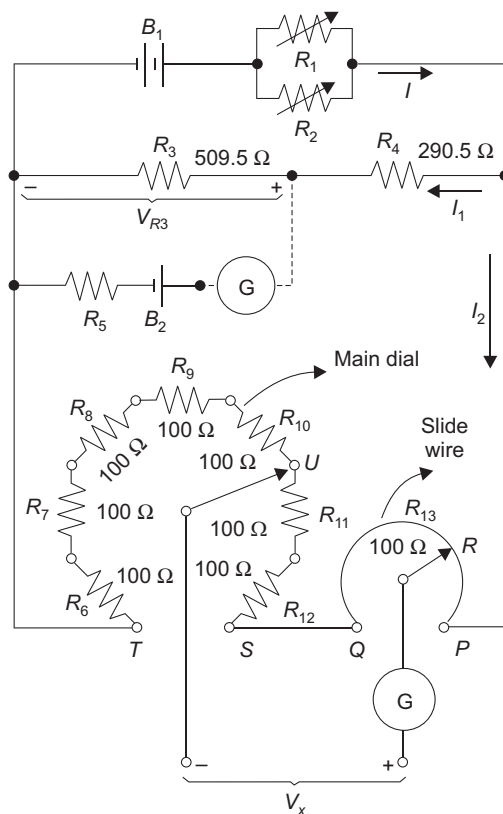 B₁
R₁
I
R₂
R₃ 509.5 Ω
R₄ 290.5 Ω
− +
V_R3
I₁
G
R₅ B₂
I₂
Main dial
R₉
R₈ 100 Ω R₁₀
100 Ω 100 Ω U
Slide
wire
R₇ 100 Ω 100 Ω R₁₁
R₁₃
100 Ω R
100 Ω 100 Ω
R₆ R₁₂
T S Q P
G
− +
Vₓ